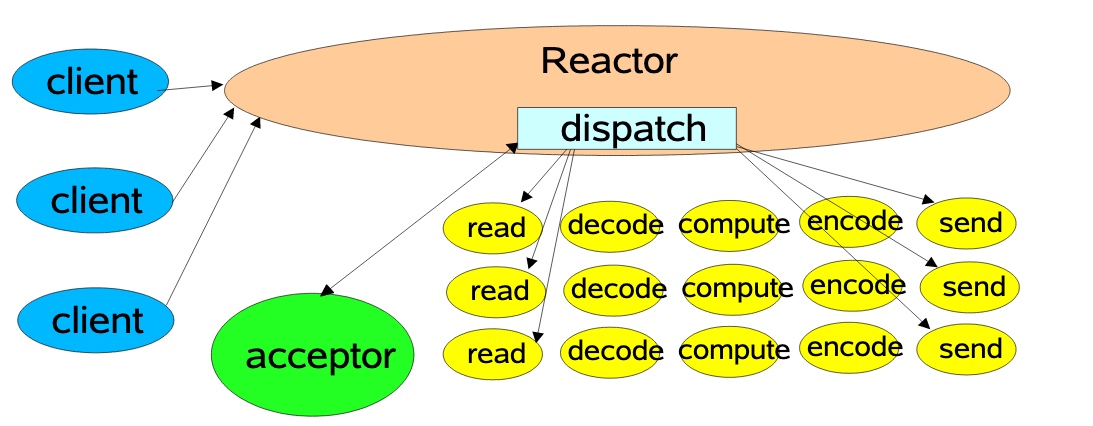 Reactor
client
dispatch
client
client
acceptor
read decode compute encode send
read decode compute encode send
read decode compute encode send